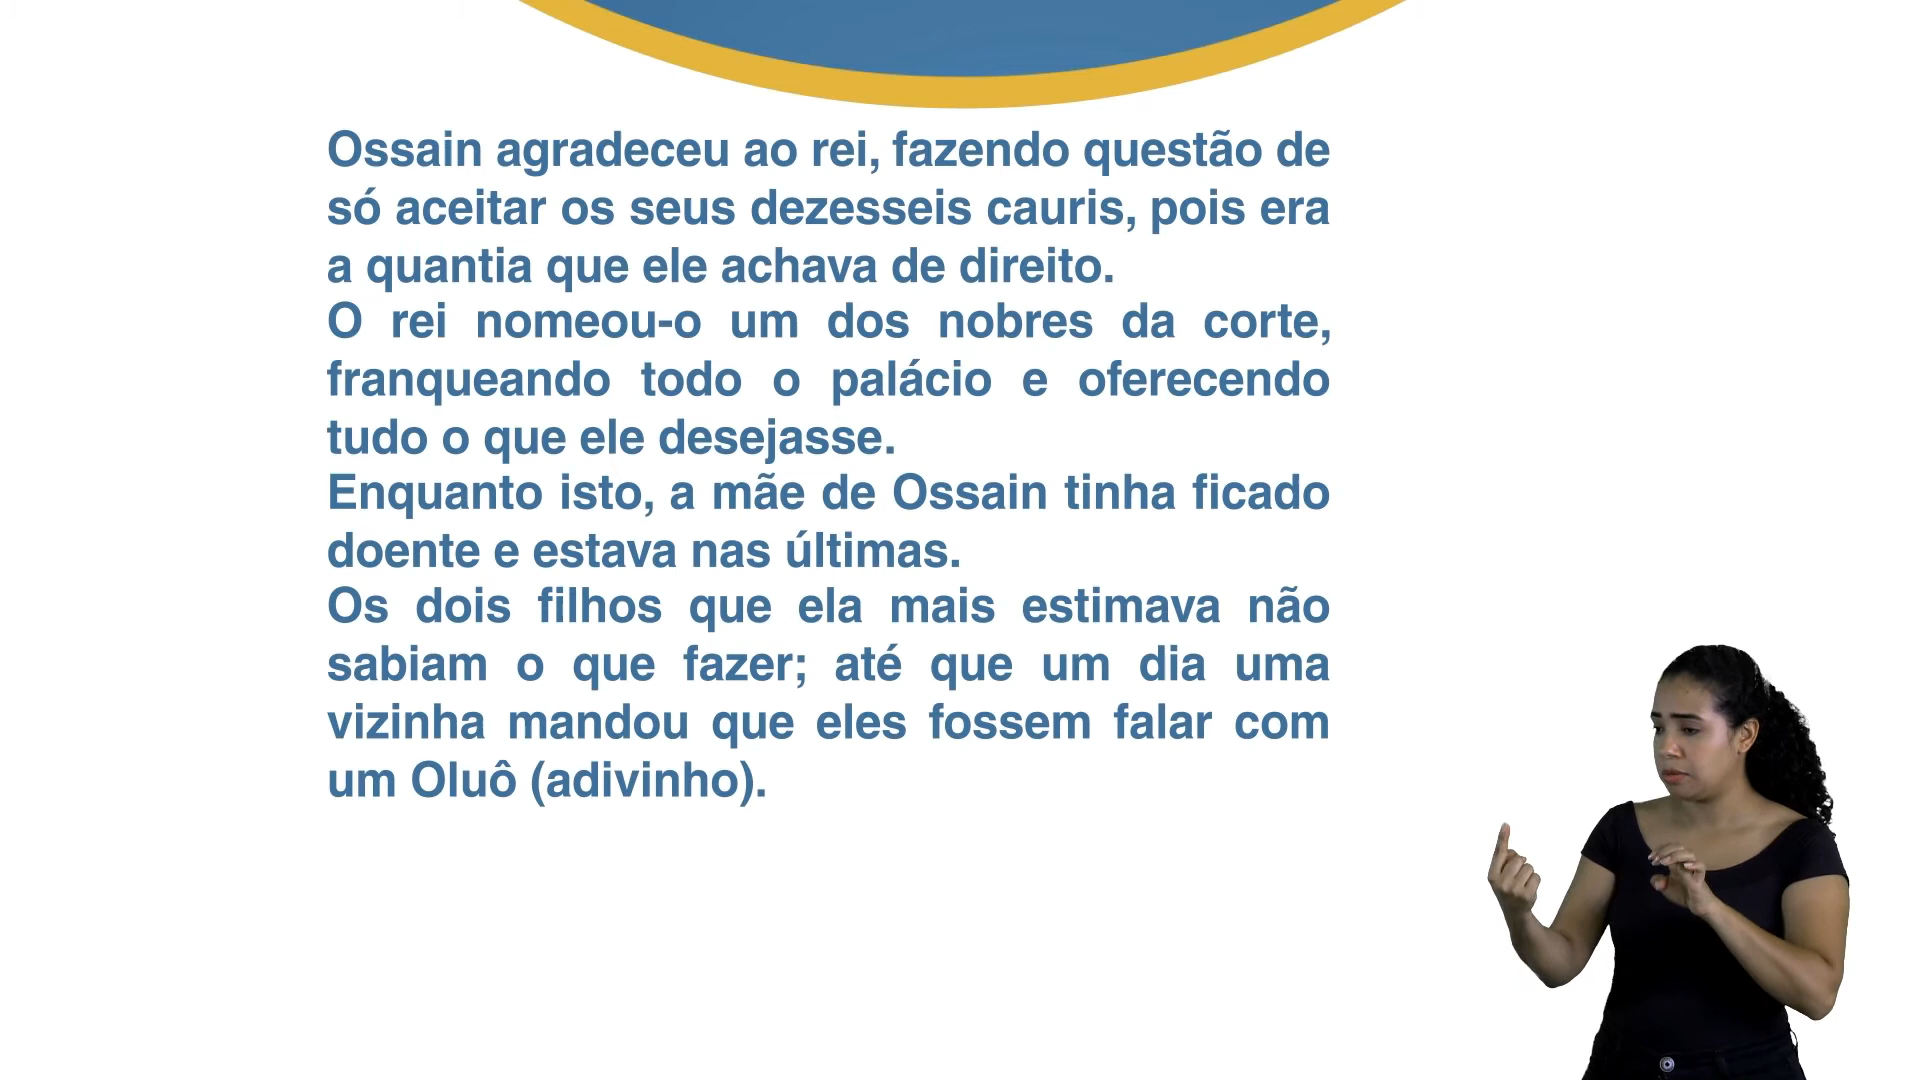 Ossain agradeceu ao rei, fazendo questão de
só aceitar os seus dezesseis cauris, pois era
a quantia que ele achava de direito.
O rei nomeou-o um dos nobres da corte,
franqueando todo o palácio e oferecendo
tudo o que ele desejasse.
Enquanto isto, a mãe de Ossain tinha ficado
doente e estava nas últimas.
Os dois filhos que ela mais estimava não
sabiam o que fazer; até que um dia uma
vizinha mandou que eles fossem falar com
um Oluô (adivinho).